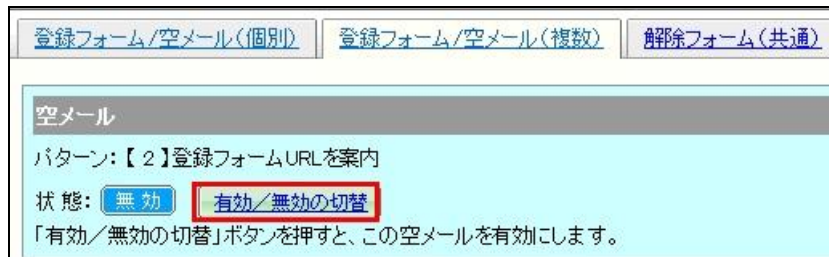 登録フォーム/空メール(個別) 登録フォーム/空メール(複数) 解除フォーム(共通)
空メール
パターン:【2】登録フォームURLを案内
状態: 無効 有効/無効の切替
「有効/無効の切替」ボタンを押すと、この空メールを有効にします。